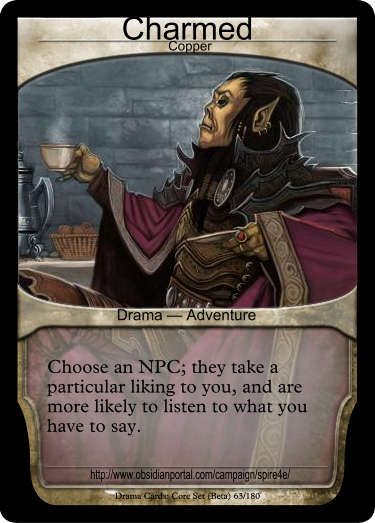 Charmed
Copper
Drama — Adventure
Choose an NPC; they take a
particular liking to you, and are
more likely to listen to what you
have to say.
http://www.obsidianportal.com/campaign/spire4e/
Drama Cards: Core Set (Beta) 63/180